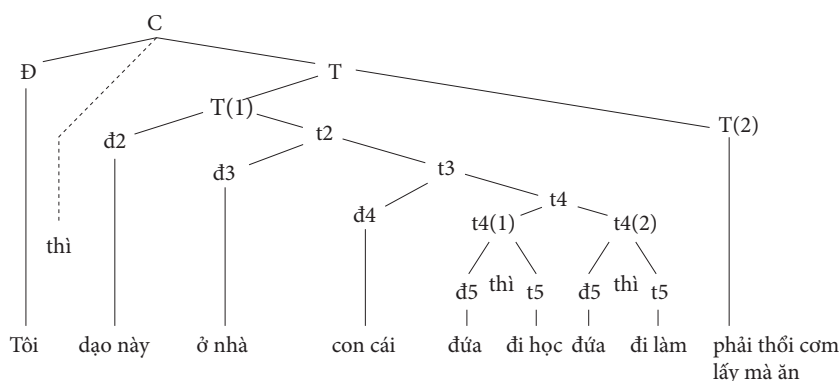 C
Đ T
T(1) T(2)
đ2 t2
đ3 t3
đ4 t4
t4(1) t4(2)
thì
đ5 thì t5 đ5 thì t5
Tôi dạo này ở nhà con cái đứa đi học đứa đi làm phải thổi cơm
lấy mà ăn